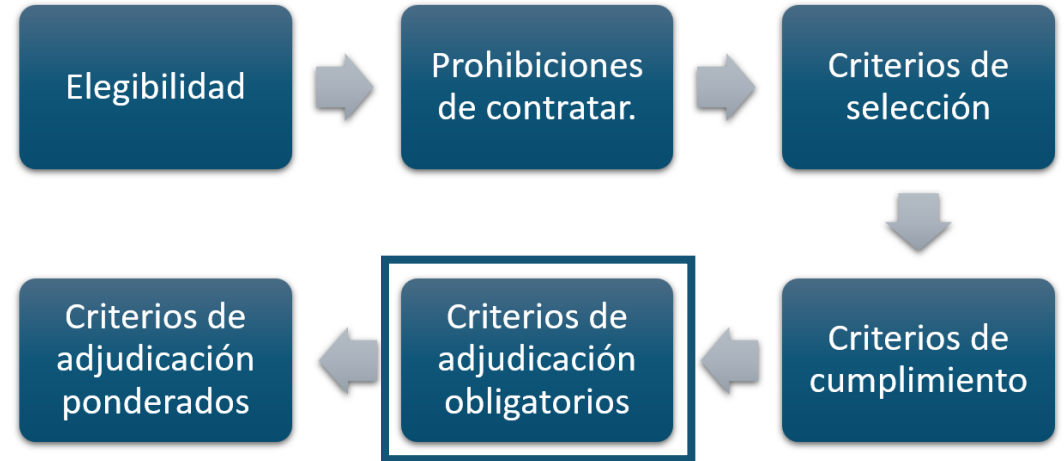 Elegibilidad
Prohibiciones
de contratar.
Criterios de
selección
Criterios de
cumplimiento
Criterios de
adjudicación
obligatorios
Criterios de
adjudicación
ponderados